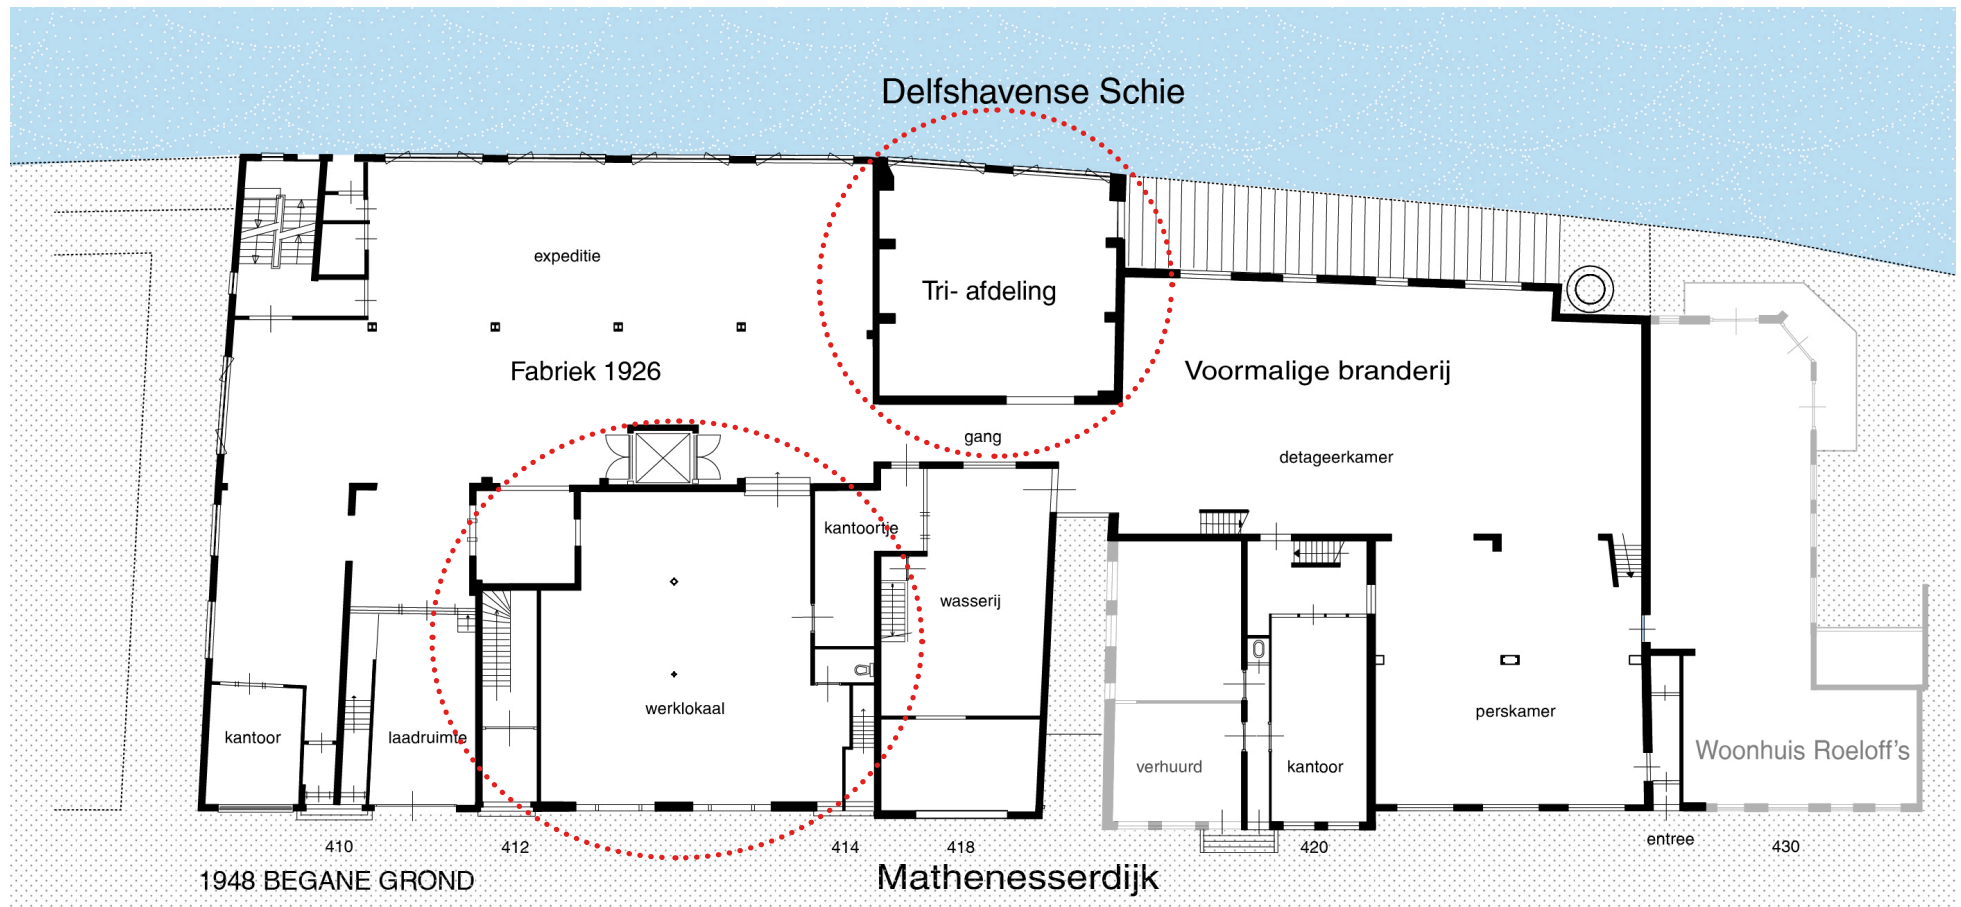 Delfshavense Schie
expeditie
Tri- afdeling
Fabriek 1926
Voormalige branderij
gang
detageerkamer
kantoortje
wasserij
werklokaal
perskamer
kantoor
laadruimte
Woonhuis Roeloff's
verhuurd
kantoor
entree
410
412
414
418
420
430
1948 BEGANE GROND
Mathenesserdijk